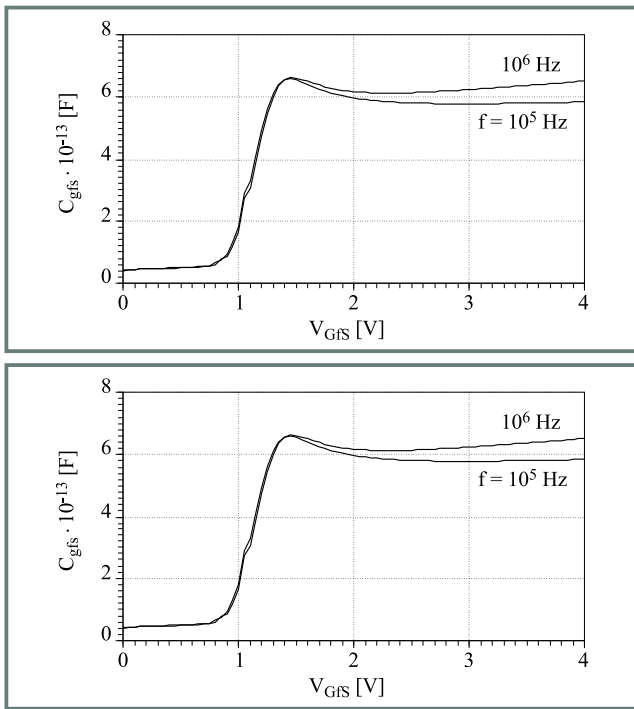 8
6
4
2
0
C_gfs · 10^-13 [F]
10^6 Hz
f = 10^5 Hz
0 1 2 3 4
V_GfS [V]
8
6
4
2
0
C_gfs · 10^-13 [F]
10^6 Hz
f = 10^5 Hz
0 1 2 3 4
V_GfS [V]